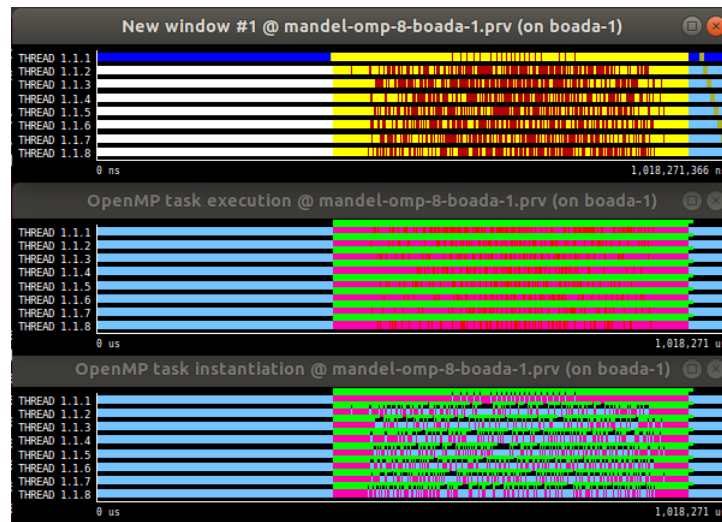 New window #1 @ mandel-omp-8-boada-1.prv (on boada-1)
THREAD 1.1.1
THREAD 1.1.2
THREAD 1.1.3
THREAD 1.1.4
THREAD 1.1.5
THREAD 1.1.6
THREAD 1.1.7
THREAD 1.1.8
0 ns 1,018,271,366 n
OpenMP task execution @ mandel-omp-8-boada-1.prv (on boada-1)
THREAD 1.1.1
THREAD 1.1.2
THREAD 1.1.3
THREAD 1.1.4
THREAD 1.1.5
THREAD 1.1.6
THREAD 1.1.7
THREAD 1.1.8
0 us 1,018,271 u
OpenMP task instantiation @ mandel-omp-8-boada-1.prv (on boada-1)
THREAD 1.1.1
THREAD 1.1.2
THREAD 1.1.3
THREAD 1.1.4
THREAD 1.1.5
THREAD 1.1.6
THREAD 1.1.7
THREAD 1.1.8
0 us 1,018,271 u